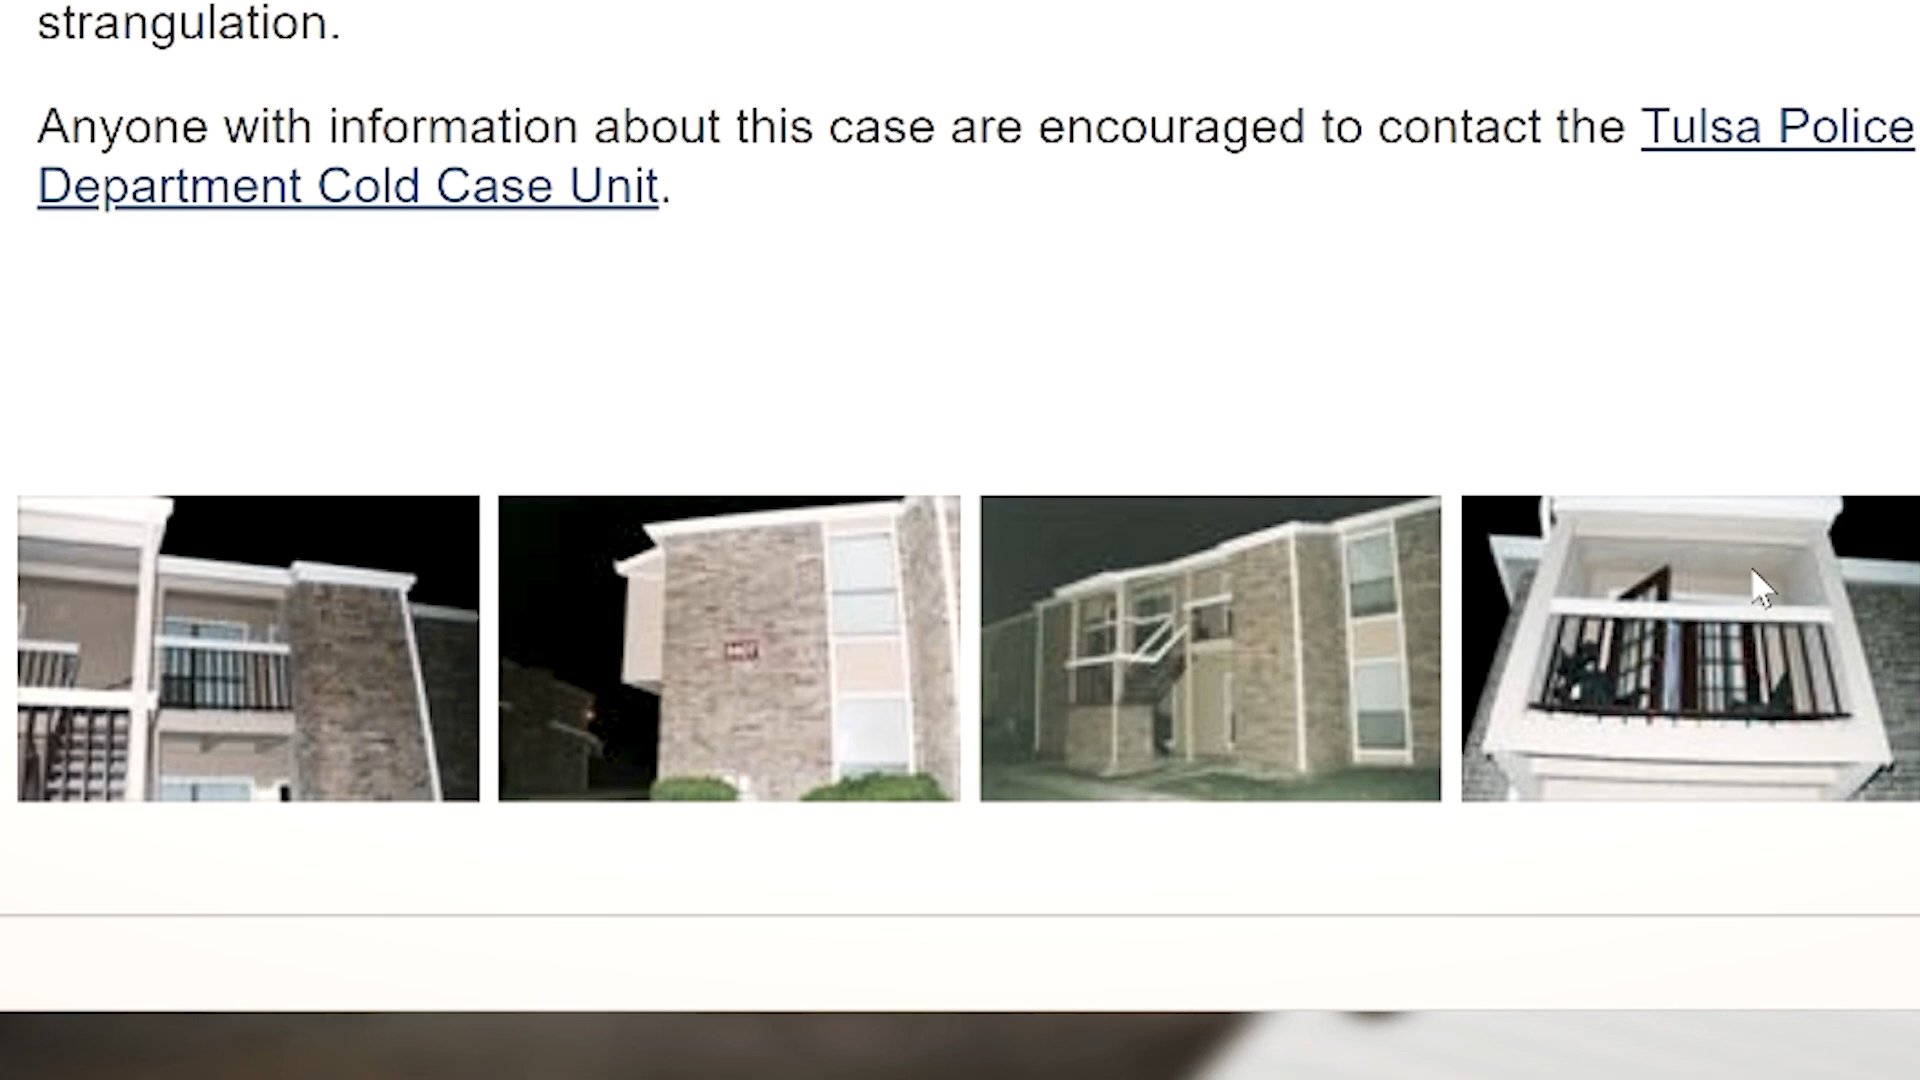 strangulation.
Anyone with information about this case are encouraged to contact the Tulsa Police
Department Cold Case Unit.